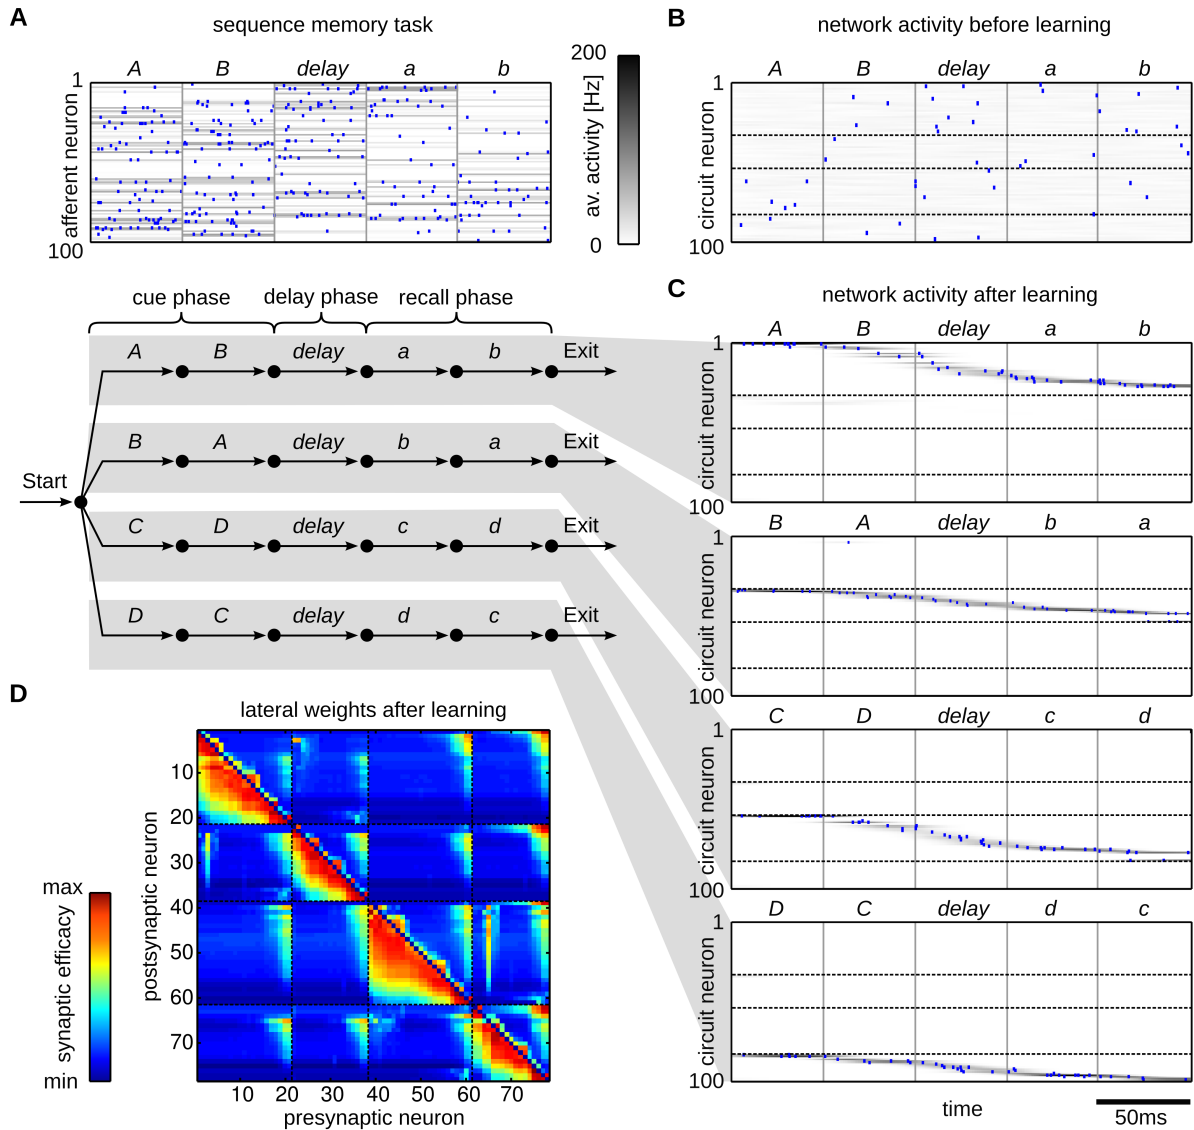 A
sequence memory task
A B delay a b
1
afferent neuron
100
200
av. activity [Hz]
0
B
network activity before learning
A B delay a b
1
circuit neuron
100
cue phase
delay phase
recall phase
A B delay a b Exit
B A delay b a Exit
Start
C D delay c d Exit
D C delay d c Exit
C
network activity after learning
A B delay a b
1
circuit neuron
100
B A delay b a
1
circuit neuron
100
C D delay c d
1
circuit neuron
100
D C delay d c
1
circuit neuron
100
time
50ms
D
lateral weights after learning
max
synaptic efficacy
min
postsynaptic neuron
10
20
30
40
50
60
70
10 20 30 40 50 60 70
presynaptic neuron